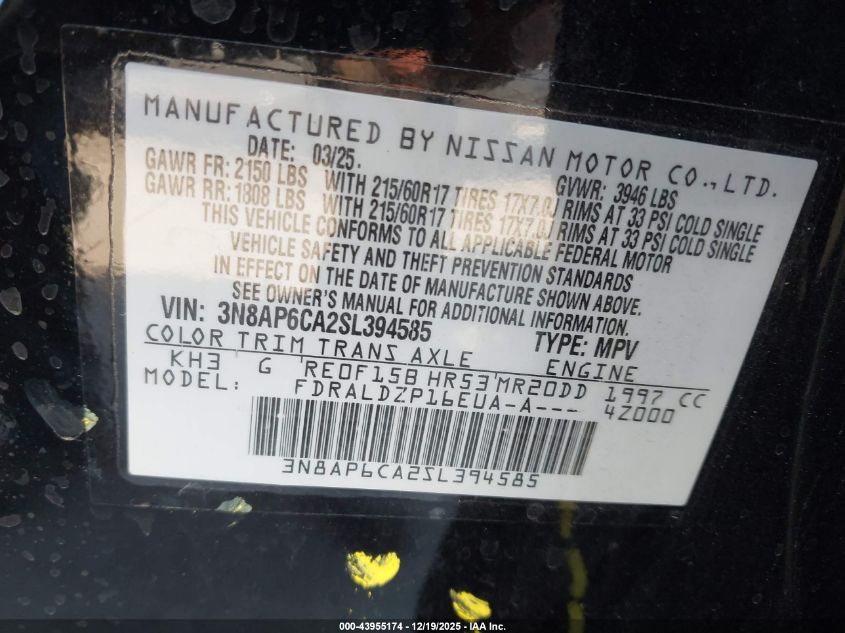 MANUFACTURED BY NISSAN MOTOR CO., LTD.
DATE: 03/25. GVWR: 3946 LBS
GAWR FR: 2150 LBS WITH 215/60R17 TIRES 17X7.0J RIMS AT 33 PSI COLD SINGLE
GAWR RR: 1808 LBS WITH 215/60R17 TIRES 17X7.0J RIMS AT 33 PSI COLD SINGLE
THIS VEHICLE CONFORMS TO ALL APPLICABLE FEDERAL MOTOR
VEHICLE SAFETY AND THEFT PREVENTION STANDARDS
IN EFFECT ON THE DATE OF MANUFACTURE SHOWN ABOVE.
SEE OWNER'S MANUAL FOR ADDITIONAL INFORMATION.
VIN: 3N8AP6CA2SL394585 TYPE: MPV
COLOR TRIM TRANS AXLE ENGINE
KH3 G RE0F15B HR53 MR20DD 1997 CC
MODEL: FDRALDZP16EUA-A--- 4Z000
3N8AP6CA2SL394585
000-43955174 | 12/19/2025 - IAA Inc.